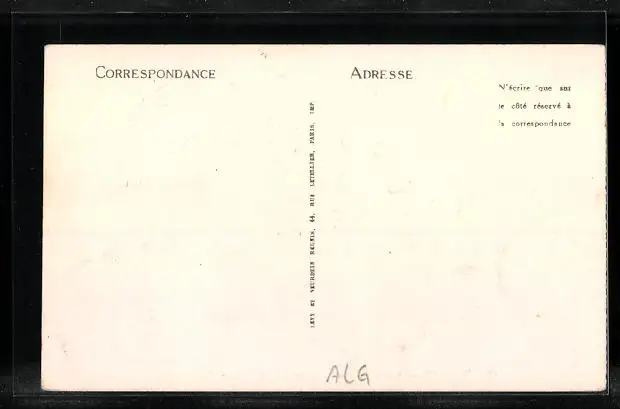 CORRESPONDANCE
ADRESSE
N'écrire que sur
le côté réservé à
la correspondance
LEVY ET NEURDEIN REUNIS, 44, RUE LETELLIER, PARIS, IMP
ALG